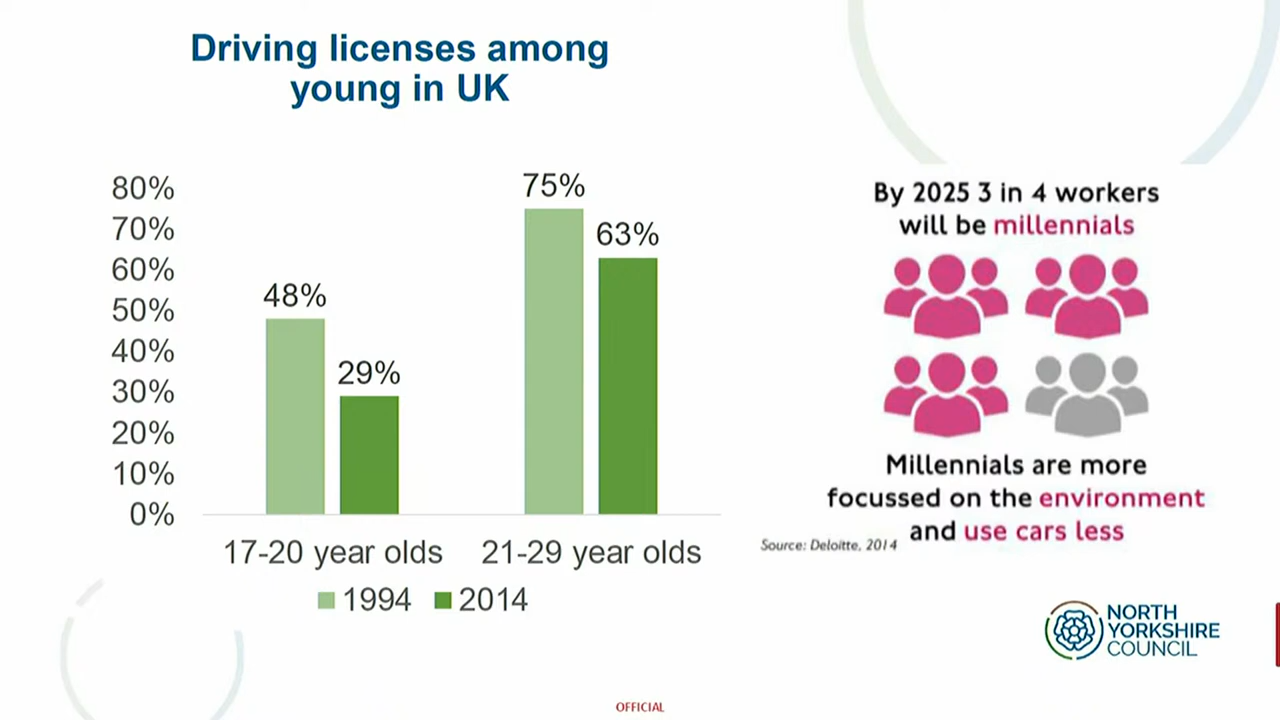 Driving licenses among
young in UK
80%
70%
60%
50%
40%
30%
20%
10%
0%
48%
29%
75%
63%
17-20 year olds
21-29 year olds
1994
2014
By 2025 3 in 4 workers
will be millennials
Millennials are more
focussed on the environment
and use cars less
Source: Deloitte, 2014
NORTH
YORKSHIRE
COUNCIL
OFFICIAL